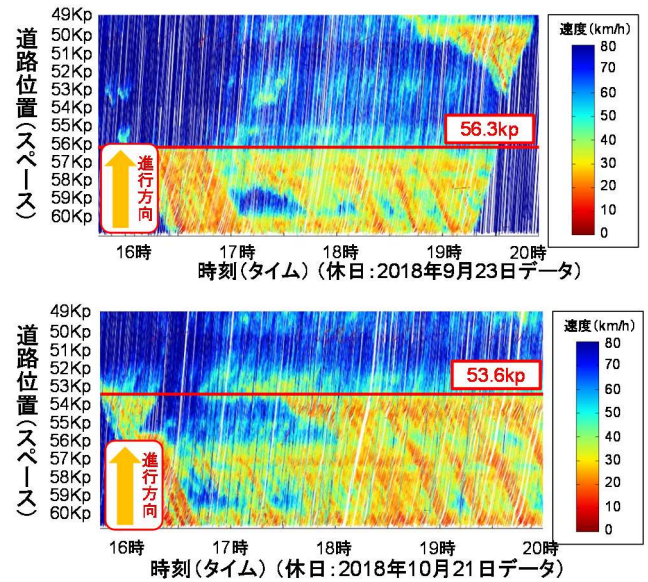 49Kp
50Kp
51Kp
52Kp
53Kp
54Kp
55Kp
56Kp
57Kp
58Kp
59Kp
60Kp
道路位置(スペース)
進行方向
56.3kp
速度(km/h)
80
70
60
50
40
30
20
10
0
16時 17時 18時 19時 20時
時刻(タイム) (休日:2018年9月23日データ)
49Kp
50Kp
51Kp
52Kp
53Kp
54Kp
55Kp
56Kp
57Kp
58Kp
59Kp
60Kp
道路位置(スペース)
進行方向
53.6kp
速度(km/h)
80
70
60
50
40
30
20
10
0
16時 17時 18時 19時 20時
時刻(タイム) (休日:2018年10月21日データ)